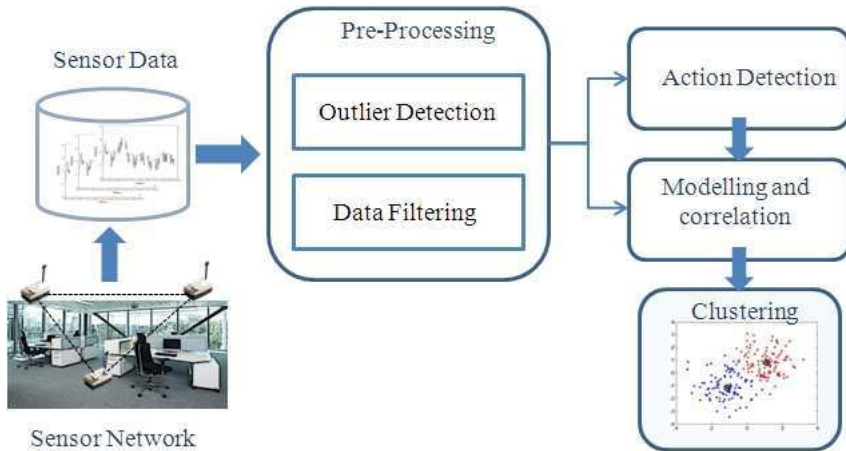 Sensor Data
Pre-Processing
Outlier Detection
Data Filtering
Action Detection
Modelling and
correlation
Clustering
Sensor Network